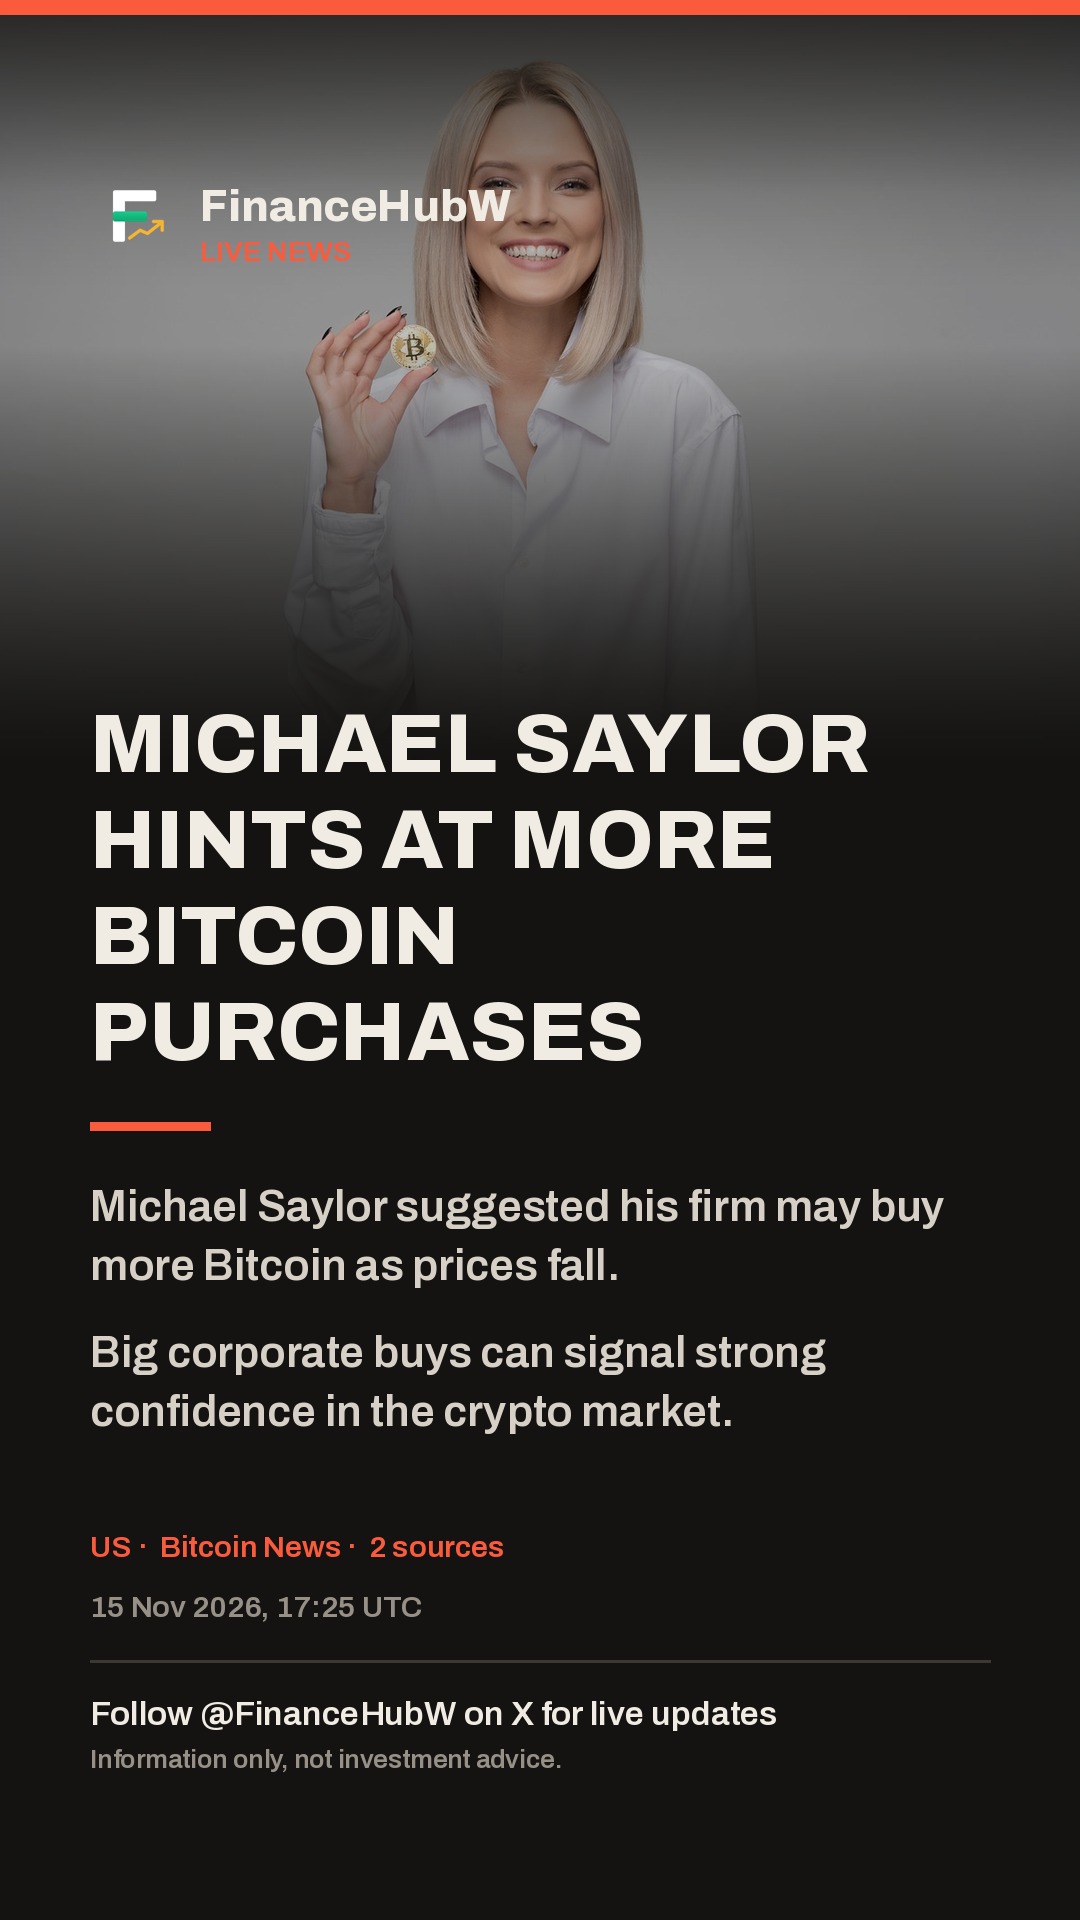 FinanceHubW
LIVE NEWS
MICHAEL SAYLOR
HINTS AT MORE
BITCOIN
PURCHASES
Michael Saylor suggested his firm may buy
more Bitcoin as prices fall.
Big corporate buys can signal strong
confidence in the crypto market.
US · Bitcoin News · 2 sources
15 Nov 2026, 17:25 UTC
Follow @FinanceHubW on X for live updates
Information only, not investment advice.